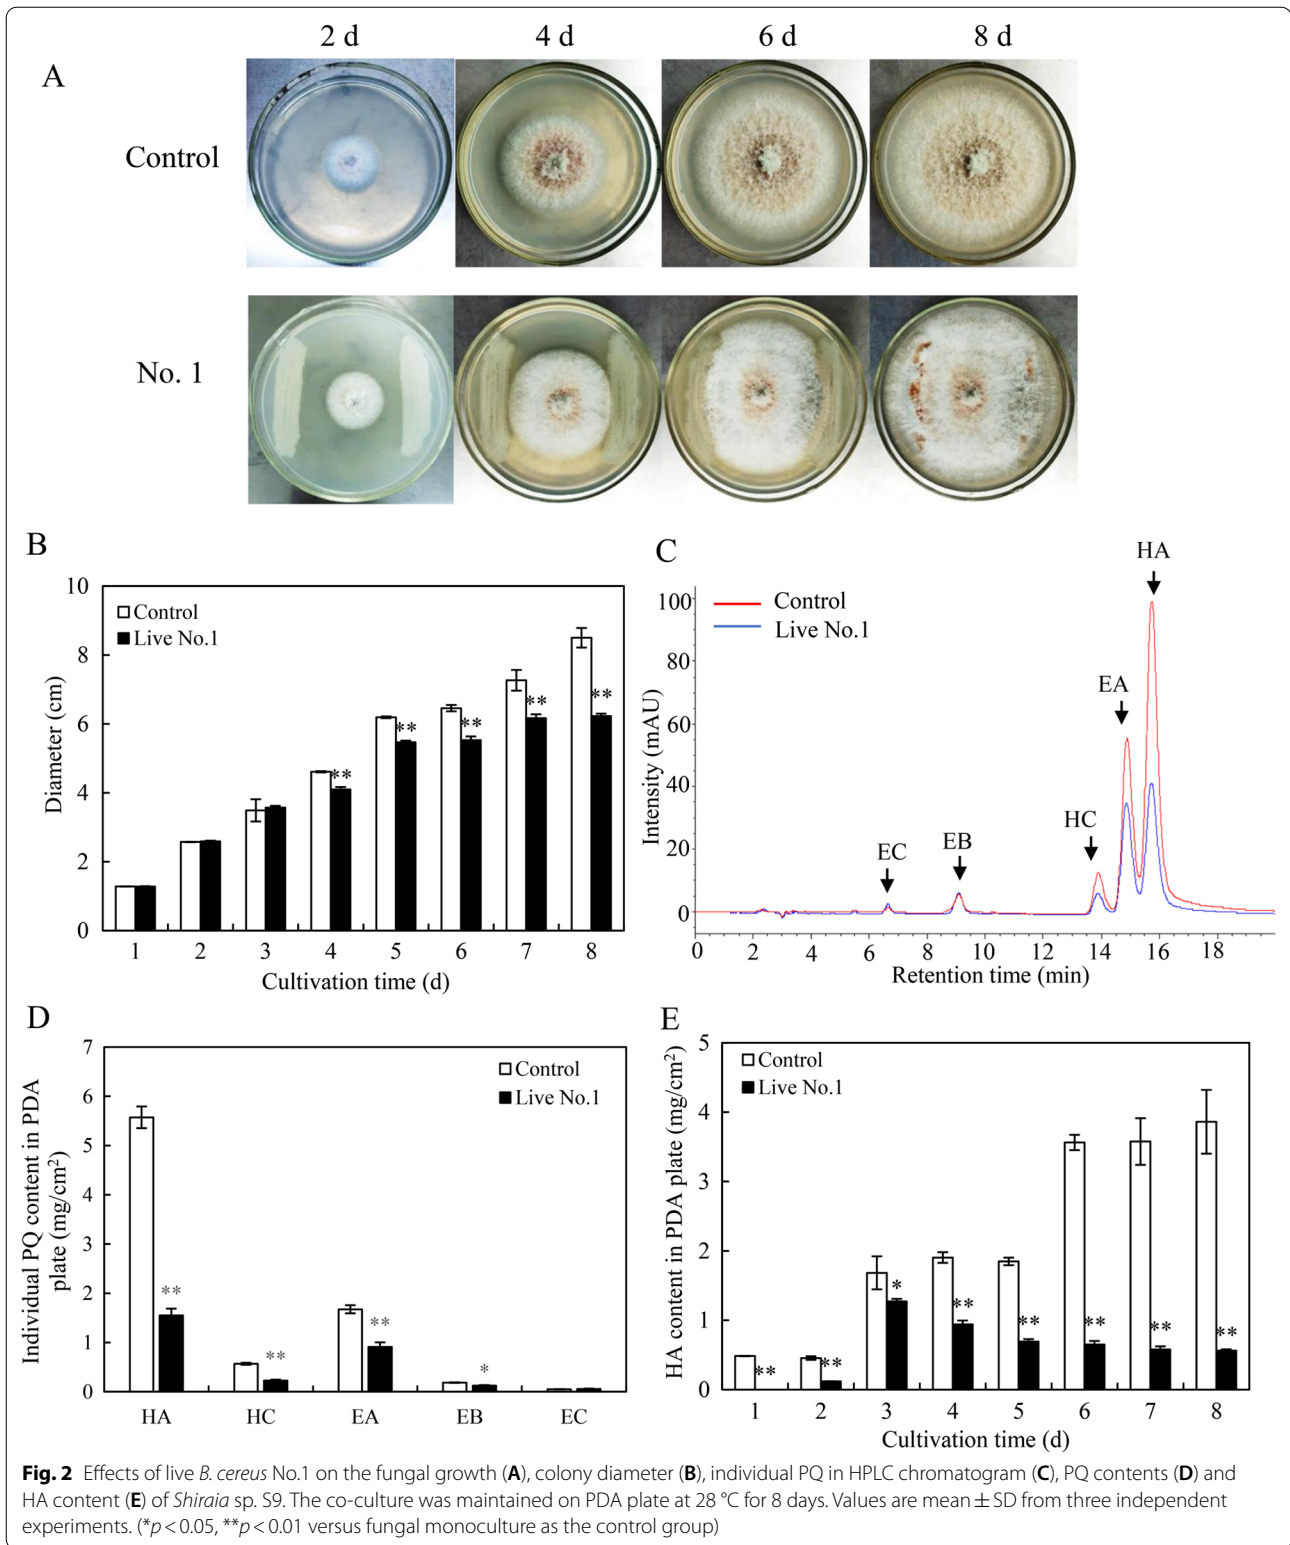 2 d 4 d 6 d 8 d
A
Control
No. 1
B
10
8
6
4
2
0
Diameter (cm)
Control
Live No.1
**
**
**
**
**
1 2 3 4 5 6 7 8
Cultivation time (d)
C
HA
EA
HC
EB
EC
Control
Live No.1
100
80
60
40
20
0
Intensity (mAU)
0 2 4 6 8 10 12 14 16 18
Retention time (min)
D
7
6
5
4
3
2
1
0
Individual PQ content in PDA
plate (mg/cm²)
Control
Live No.1
**
**
**
*
HA HC EA EB EC
E
5
4
3
2
1
0
HA content in PDA plate (mg/cm²)
Control
Live No.1
**
**
*
**
**
**
**
**
1 2 3 4 5 6 7 8
Cultivation time (d)
Fig. 2 Effects of live B. cereus No.1 on the fungal growth (A), colony diameter (B), individual PQ in HPLC chromatogram (C), PQ contents (D) and
HA content (E) of Shiraia sp. S9. The co-culture was maintained on PDA plate at 28 °C for 8 days. Values are mean ± SD from three independent
experiments. (*p < 0.05, **p < 0.01 versus fungal monoculture as the control group)